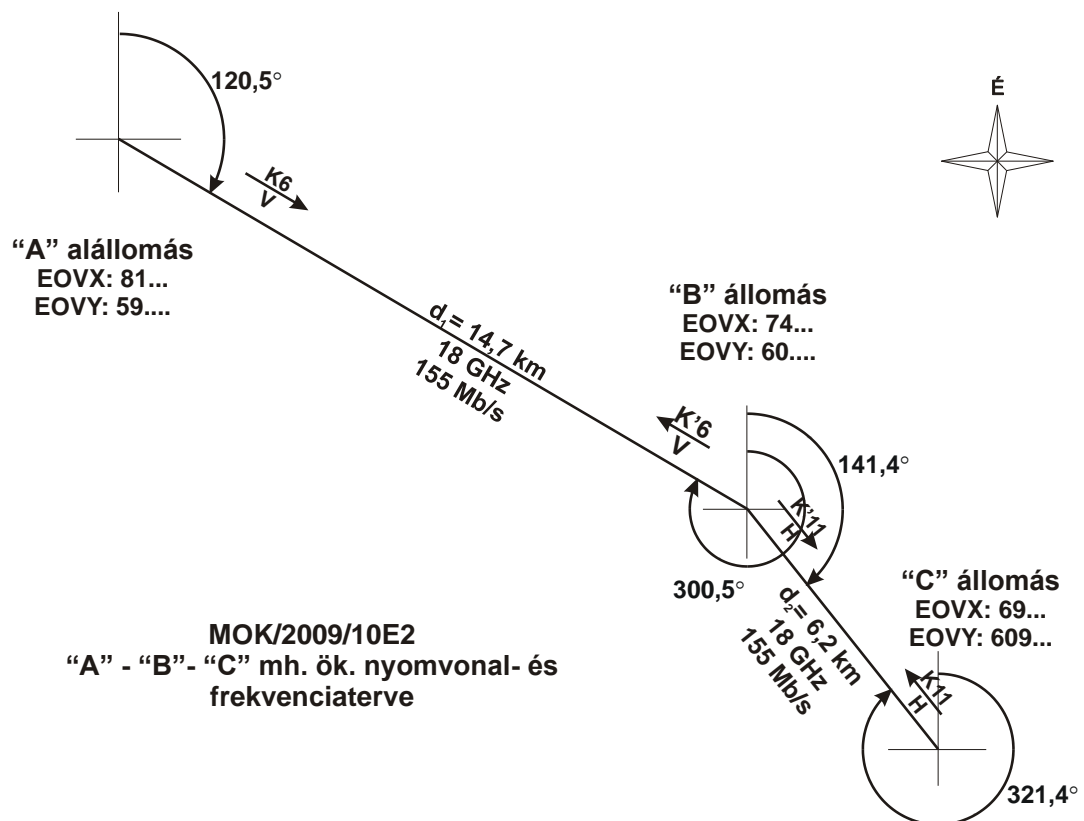 120,5°
É
K6
V
“A” alállomás
EOVX: 81...
EOVY: 59....
“B” állomás
EOVX: 74...
EOVY: 60....
d₁= 14,7 km
18 GHz
155 Mb/s
K’6
V
141,4°
K’11
H
300,5°
“C” állomás
EOVX: 69...
EOVY: 609...
d₂= 6,2 km
18 GHz
155 Mb/s
K11
H
MOK/2009/10E2
“A” - “B”- “C” mh. ök. nyomvonal- és
frekvenciaterve
321,4°